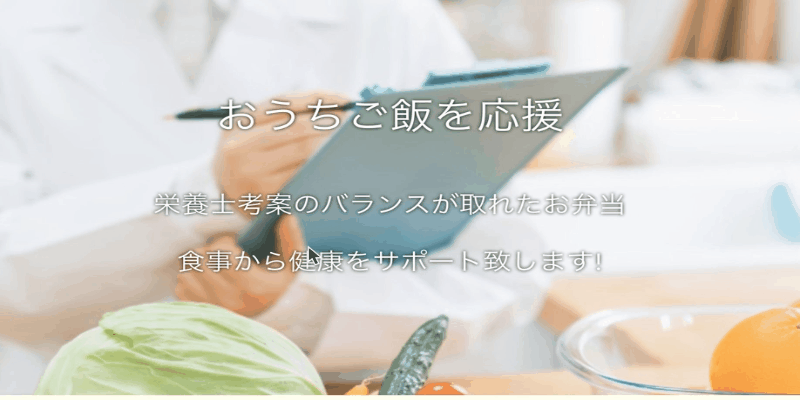 おうちご飯を応援
栄養士考案のバランスが取れたお弁当
食事から健康をサポート致します!